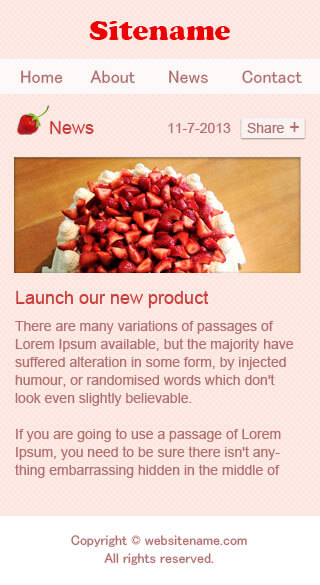 Sitename
Home About News Contact
News 11-7-2013 Share +
Launch our new product
There are many variations of passages of
Lorem Ipsum available, but the majority have
suffered alteration in some form, by injected
humour, or randomised words which don't
look even slightly believable.
If you are going to use a passage of Lorem
Ipsum, you need to be sure there isn't any-
thing embarrassing hidden in the middle of
Copyright © websitename.com
All rights reserved.